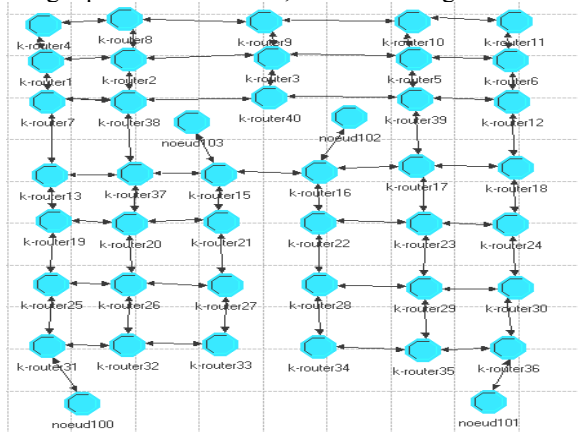 k-router4 k-router8 k-router9 k-router10 k-router11
k-router1 k-router2 k-router3 k-router5 k-router6
k-router7 k-router38 k-router40 k-router39 k-router12
noeud103 noeud102
k-router13 k-router37 k-router15 k-router16 k-router17 k-router18
k-router19 k-router20 k-router21 k-router22 k-router23 k-router24
k-router25 k-router26 k-router27 k-router28 k-router29 k-router30
k-router31 k-router32 k-router33 k-router34 k-router35 k-router36
noeud100 noeud101